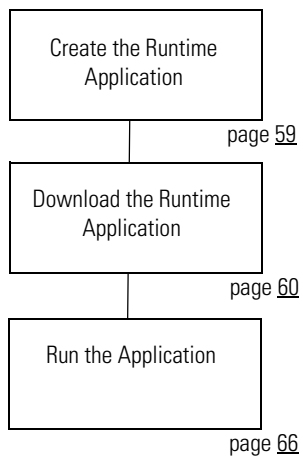 Create the Runtime
Application
page 59
Download the Runtime
Application
page 60
Run the Application
page 66